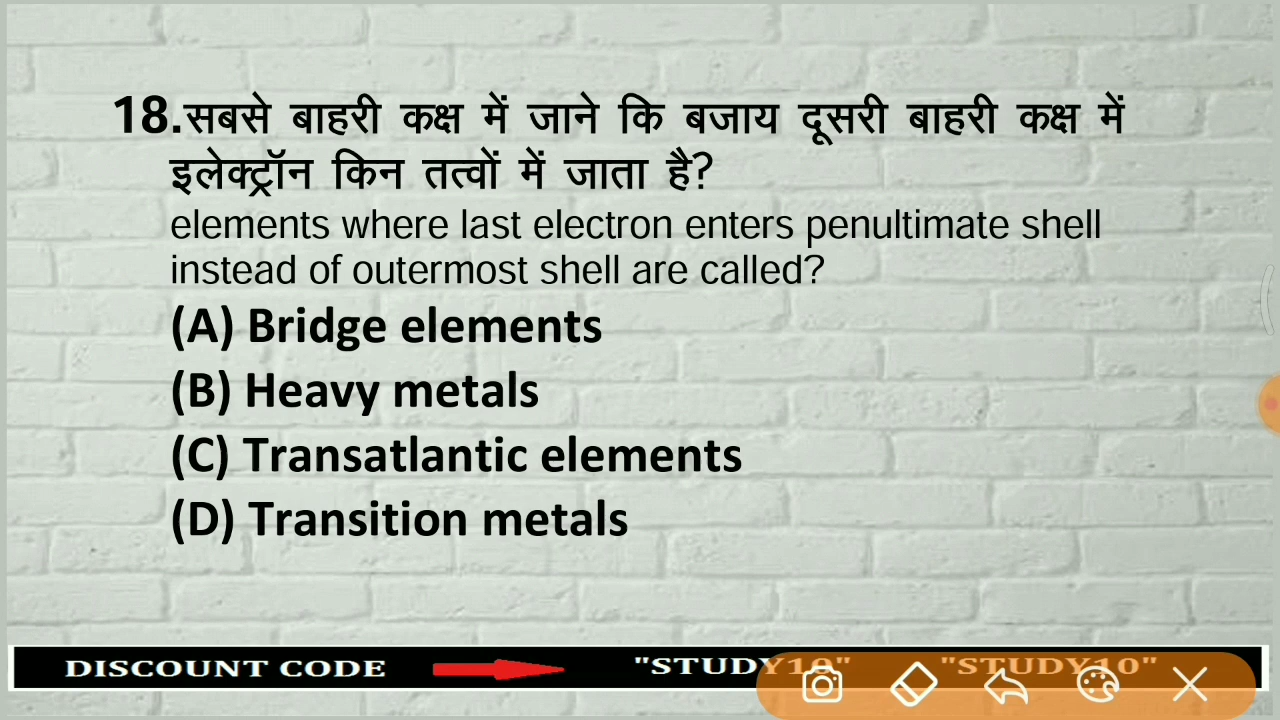 18.सबसे बाहरी कक्ष में जाने कि बजाय दूसरी बाहरी कक्ष में
इलेक्ट्रॉन किन तत्वों में जाता है?
elements where last electron enters penultimate shell
instead of outermost shell are called?
(A) Bridge elements
(B) Heavy metals
(C) Transatlantic elements
(D) Transition metals
DISCOUNT CODE "STUDY10" "STUDY10"